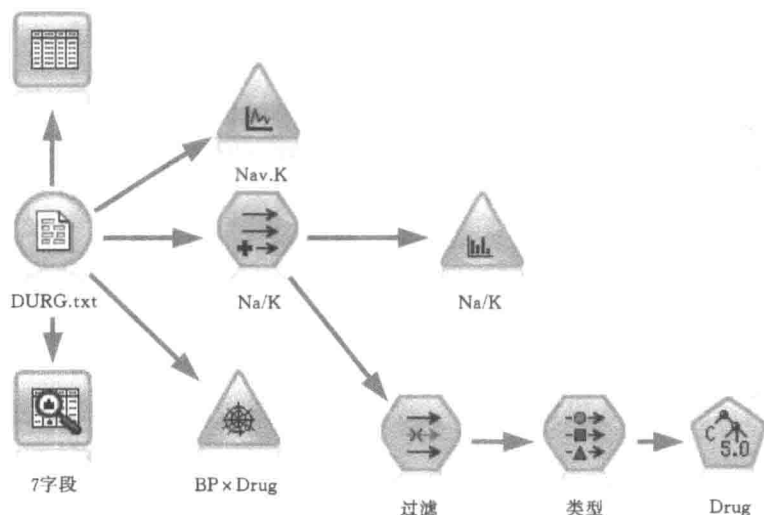 Nav.K
DURG.txt
Na/K
Na/K
7字段
BP×Drug
过滤
类型
C 5.0
Drug